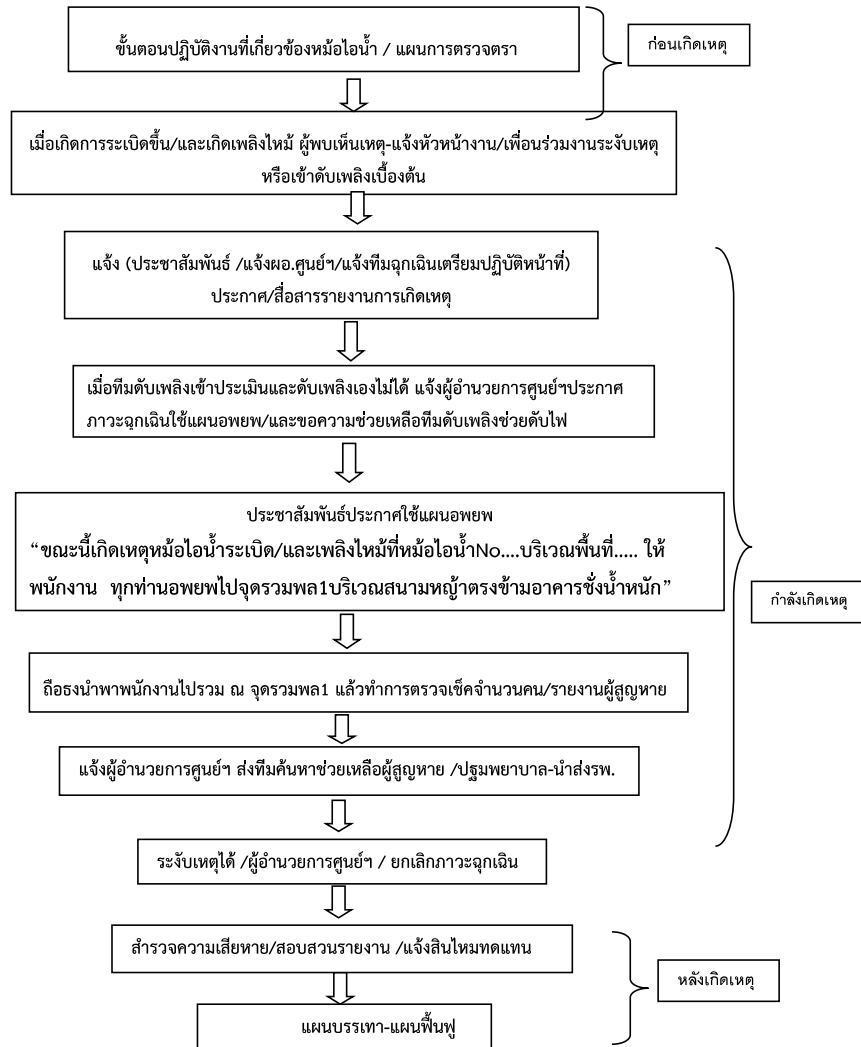 ขั้นตอนปฏิบัติงานที่เกี่ยวข้องหม้อไอน้ำ / แผนการตรวจตรา
ก่อนเกิดเหตุ
เมื่อเกิดการระเบิดขึ้น/และเกิดเพลิงไหม้ ผู้พบเห็นเหตุ-แจ้งหัวหน้างาน/เพื่อนร่วมงานระงับเหตุ
หรือเข้าดับเพลิงเบื้องต้น
แจ้ง (ประชาสัมพันธ์ /แจ้งผอ.ศูนย์ฯ/แจ้งทีมฉุกเฉินเตรียมปฏิบัติหน้าที่)
ประกาศ/สื่อสารรายงานการเกิดเหตุ
เมื่อทีมดับเพลิงเข้าประเมินและดับเพลิงเองไม่ได้ แจ้งผู้อำนวยการศูนย์ฯประกาศ
ภาวะฉุกเฉินใช้แผนอพยพ/และขอความช่วยเหลือทีมดับเพลิงช่วยดับไฟ
ประชาสัมพันธ์ประกาศใช้แผนอพยพ
“ขณะนี้เกิดเหตุหม้อไอน้ำระเบิด/และเพลิงไหม้ที่หม้อไอน้ำNo....บริเวณพื้นที่..... ให้
พนักงาน ทุกท่านอพยพไปจุดรวมพล1บริเวณสนามหญ้าตรงข้ามอาคารชั่งน้ำหนัก”
กำลังเกิดเหตุ
ถือธงนำพาพนักงานไปรวม ณ จุดรวมพล1 แล้วทำการตรวจเช็คจำนวนคน/รายงานผู้สูญหาย
แจ้งผู้อำนวยการศูนย์ฯ ส่งทีมค้นหาช่วยเหลือผู้สูญหาย /ปฐมพยาบาล-นำส่งรพ.
ระงับเหตุได้ /ผู้อำนวยการศูนย์ฯ / ยกเลิกภาวะฉุกเฉิน
สำรวจความเสียหาย/สอบสวนรายงาน /แจ้งสินไหมทดแทน
หลังเกิดเหตุ
แผนบรรเทา-แผนฟื้นฟู